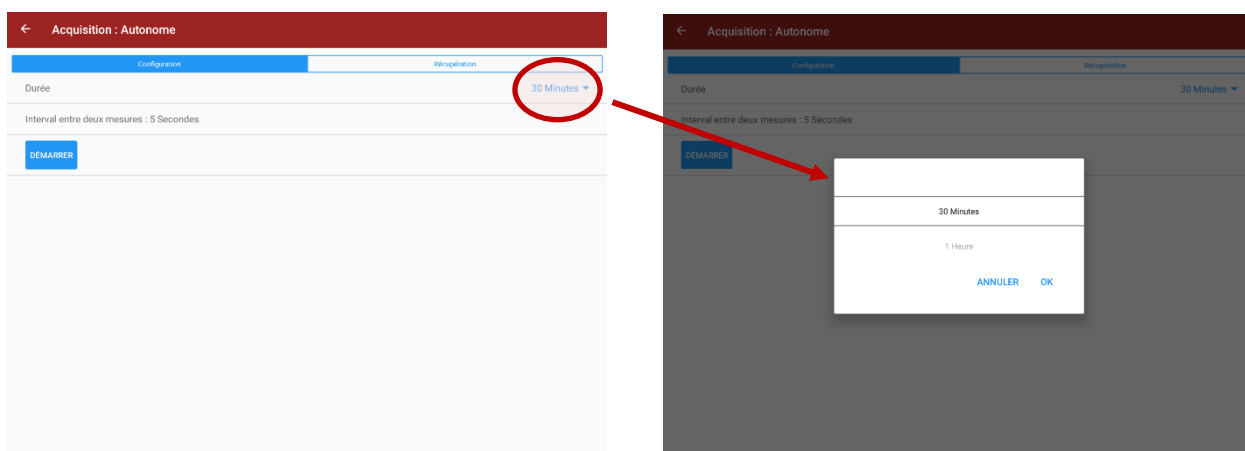 Acquisition : Autonome
Configuration
Récupération
Durée
30 Minutes
Interval entre deux mesures : 5 Secondes
DÉMARRER
Acquisition : Autonome
Configuration
Récupération
Durée
30 Minutes
Interval entre deux mesures : 5 Secondes
DÉMARRER
30 Minutes
1 Heure
ANNULER OK